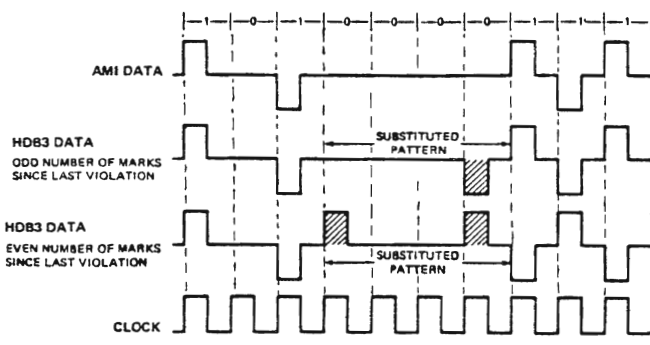 1 0 1 0 0 0 0 1 1 1
AMI DATA
HDB3 DATA
ODD NUMBER OF MARKS
SINCE LAST VIOLATION
SUBSTITUTED
PATTERN
HDB3 DATA
EVEN NUMBER OF MARKS
SINCE LAST VIOLATION
SUBSTITUTED
PATTERN
CLOCK